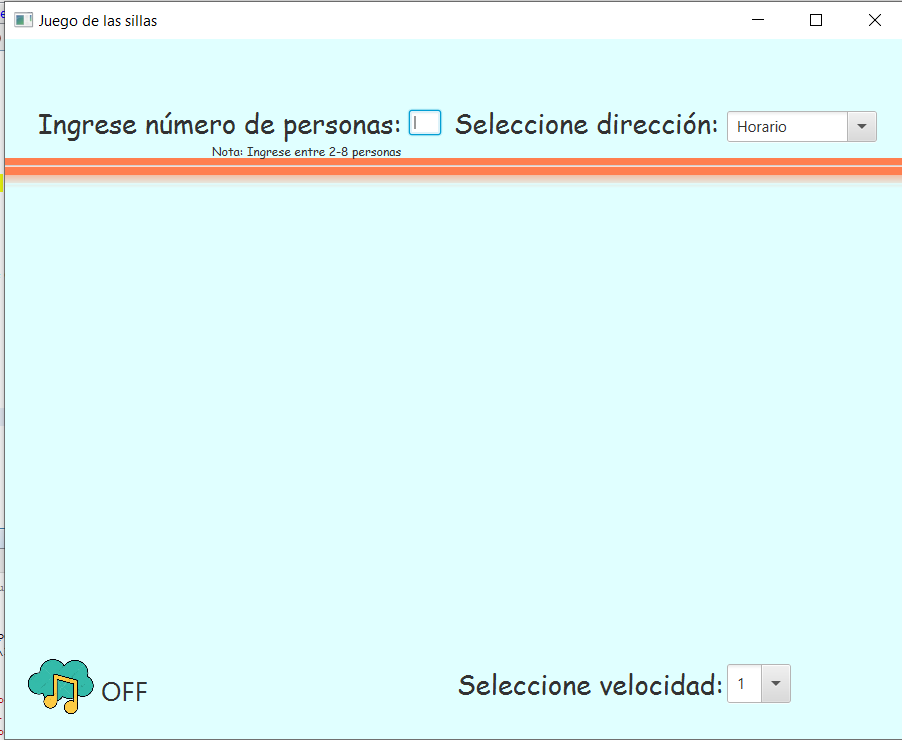 Juego de las sillas
Ingrese número de personas: Seleccione dirección: Horario
Nota: Ingrese entre 2-8 personas
OFF
Seleccione velocidad: 1